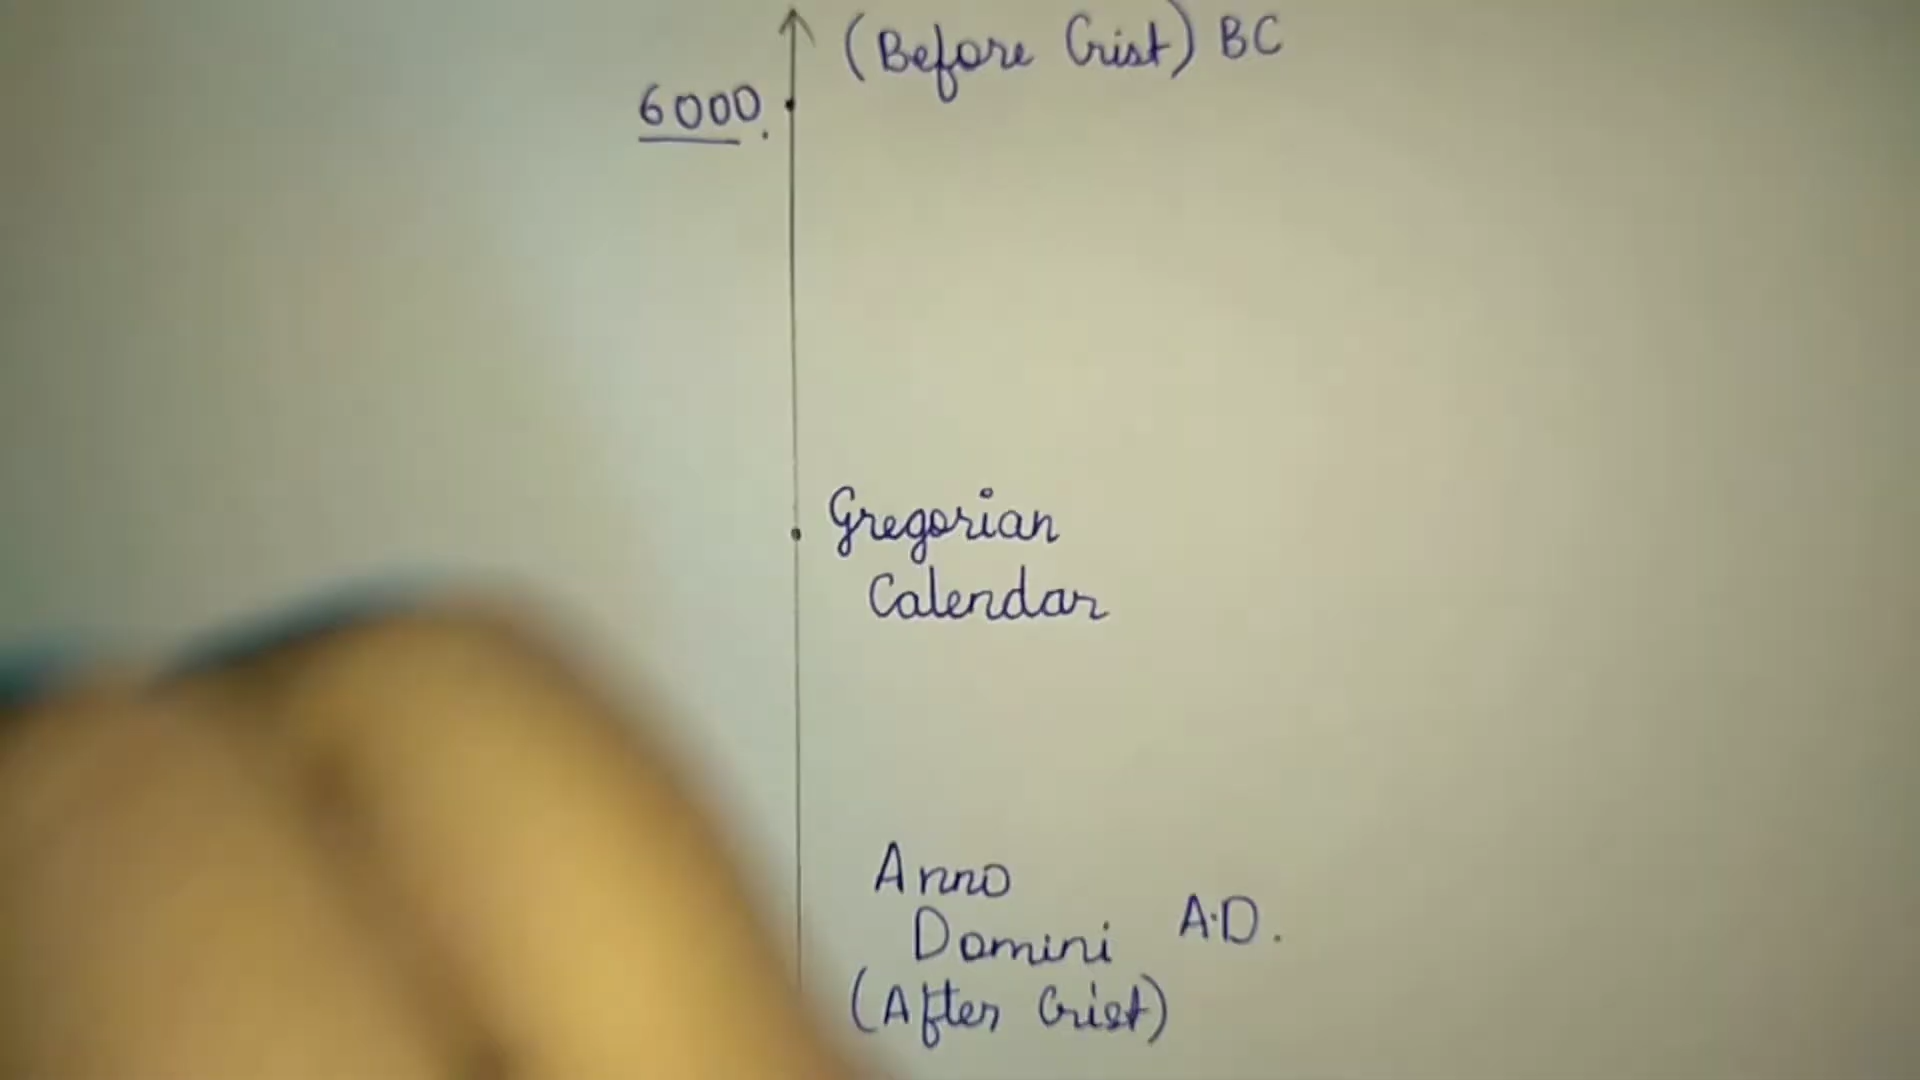 (Before Crist) BC
6000.
Gregorian
Calendar
Anno
Domini A.D.
(After Crist)